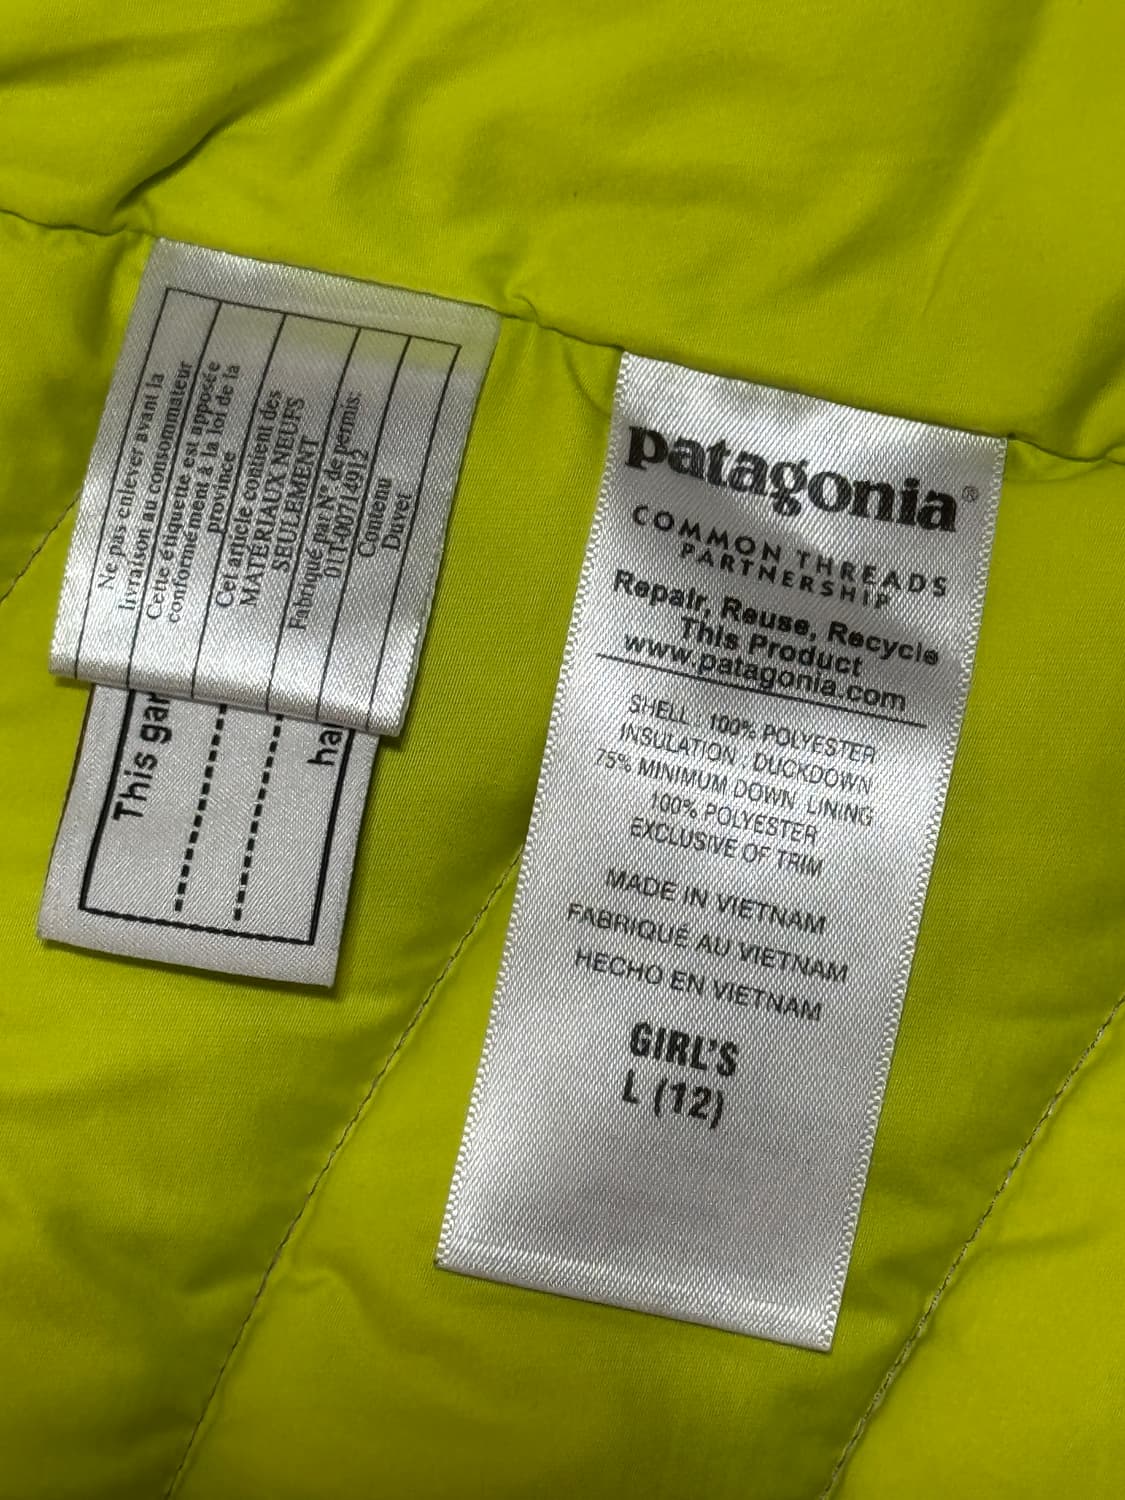 Ne pas enlever avant la
livraison au consommateur
Cette étiquette est apposée
conformément à la loi de la
province
Cet article contient des
MATÉRIAUX NEUFS
SEULEMENT
Fabriqué par N° de permis:
01T-00714912
Contenu
Duvet
This gar
ha
patagonia®
COMMON THREADS
PARTNERSHIP
Repair, Reuse, Recycle
This Product
www.patagonia.com
SHELL : 100% POLYESTER
INSULATION : DUCKDOWN
75% MINIMUM DOWN LINING
100% POLYESTER
EXCLUSIVE OF TRIM
MADE IN VIETNAM
FABRIQUÉ AU VIETNAM
HECHO EN VIETNAM
GIRL'S
L (12)